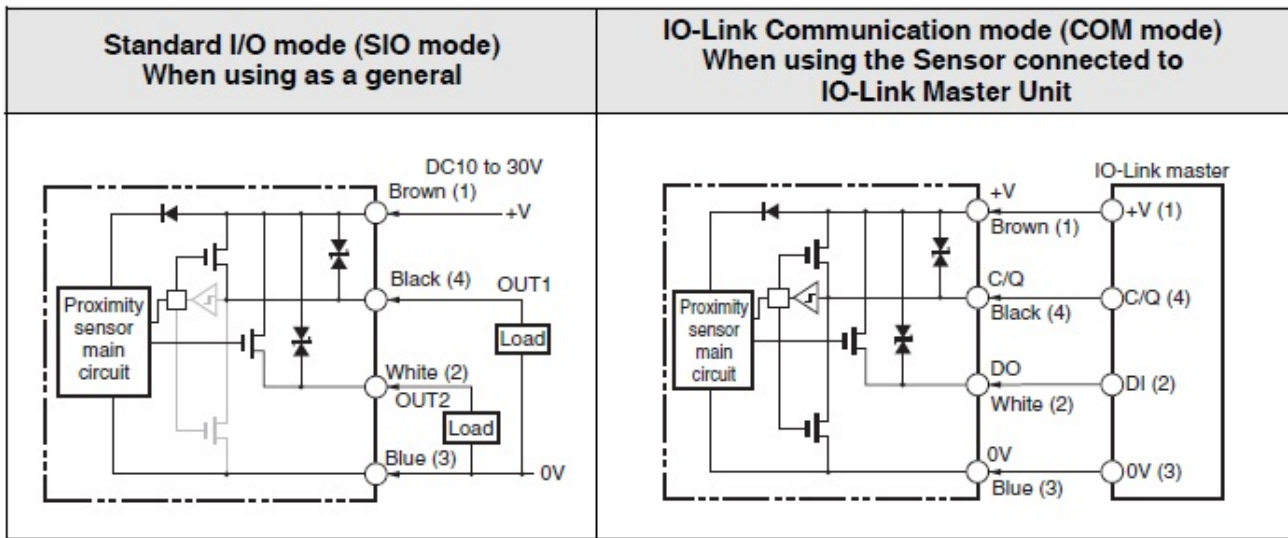 Standard I/O mode (SIO mode)
When using as a general
IO-Link Communication mode (COM mode)
When using the Sensor connected to
IO-Link Master Unit
DC10 to 30V
Brown (1)
+V
Black (4)
OUT1
Proximity
sensor
main
circuit
Load
White (2)
OUT2
Load
Blue (3)
0V
IO-Link master
+V
+V (1)
Brown (1)
C/Q
C/Q (4)
Black (4)
Proximity
sensor
main
circuit
DO
DI (2)
White (2)
0V
0V (3)
Blue (3)